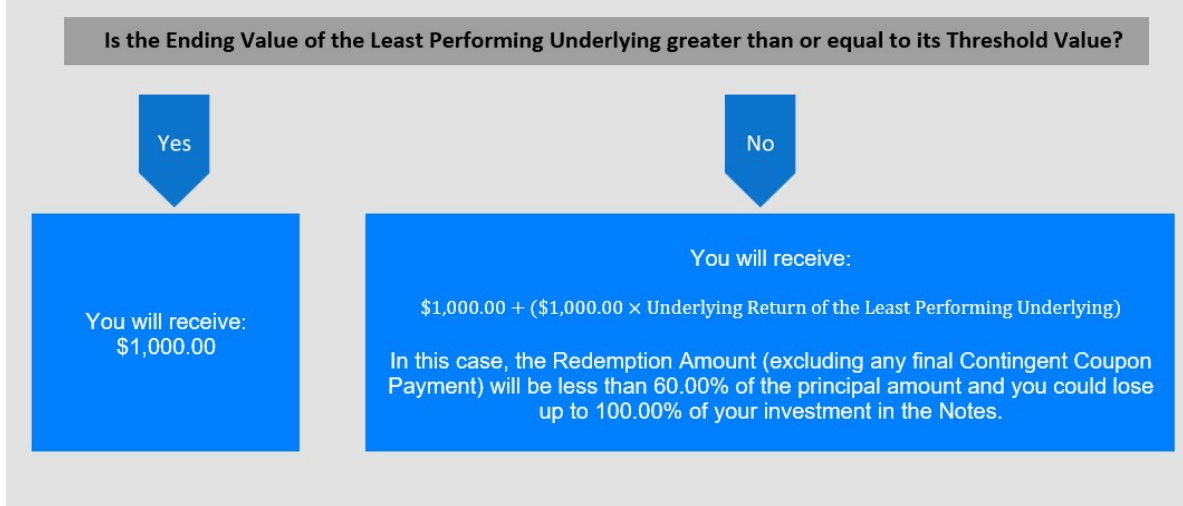 Is the Ending Value of the Least Performing Underlying greater than or equal to its Threshold Value?
Yes
No
You will receive:
$1,000.00
You will receive:
$1,000.00 + ($1,000.00 × Underlying Return of the Least Performing Underlying)
In this case, the Redemption Amount (excluding any final Contingent Coupon
Payment) will be less than 60.00% of the principal amount and you could lose
up to 100.00% of your investment in the Notes.